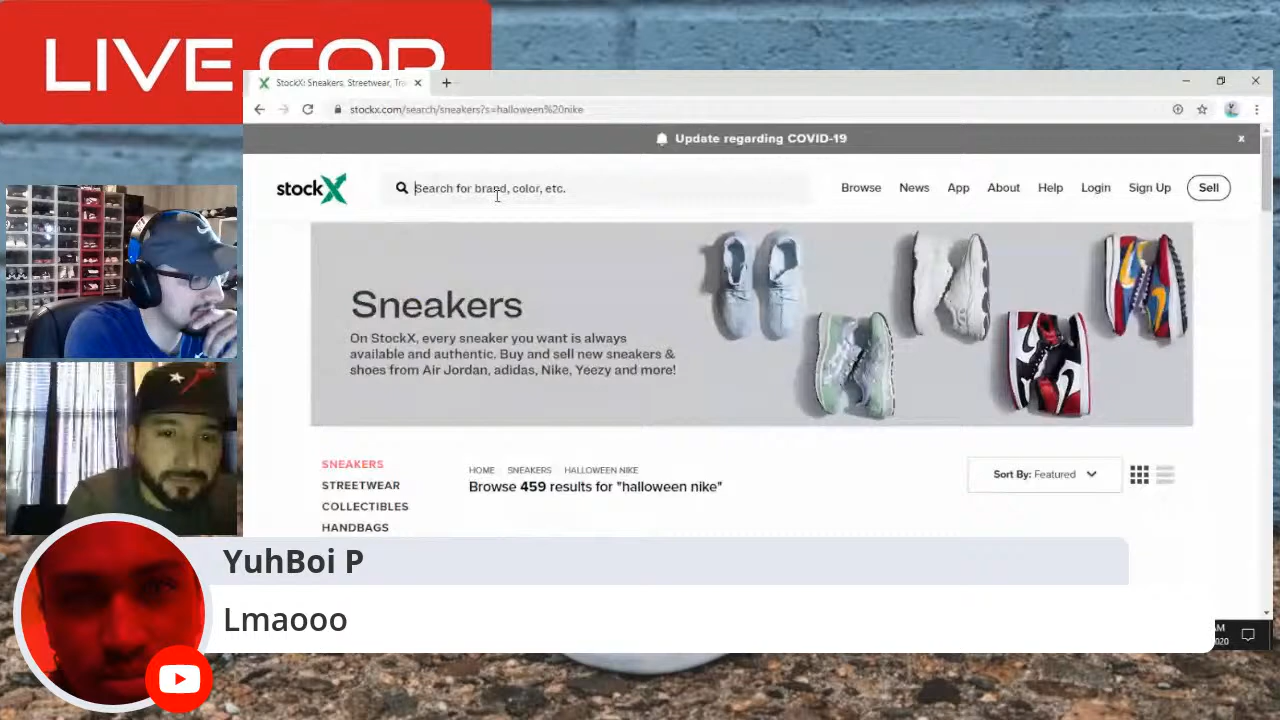 LIVE COP
StockX: Sneakers, Streetwear, Tra
stockx.com/search/sneakers?s=halloween%20nike
Update regarding COVID-19
x
stockX
Search for brand, color, etc.
Browse
News
App
About
Help
Login
Sign Up
Sell
Sneakers
On StockX, every sneaker you want is always
available and authentic. Buy and sell new sneakers &
shoes from Air Jordan, adidas, Nike, Yeezy and more!
SNEAKERS
STREETWEAR
COLLECTIBLES
HANDBAGS
HOME SNEAKERS HALLOWEEN NIKE
Browse 459 results for "halloween nike"
Sort By: Featured
YuhBoi P
Lmaooo
AM
020